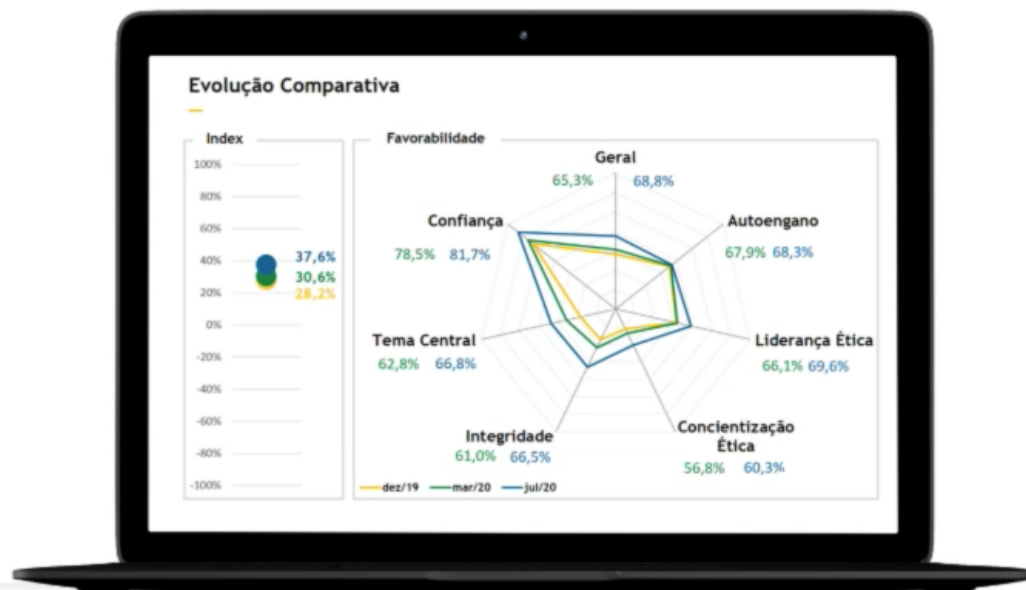 Evolução Comparativa
Index
100%
80%
60%
40%
20%
0%
-20%
-40%
-60%
-80%
-100%
37,6%
30,6%
28,2%
Favorabilidade
Geral
65,3% 68,8%
Autoengano
67,9% 68,3%
Liderança Ética
66,1% 69,6%
Concientização
Ética
56,8% 60,3%
Integridade
61,0% 66,5%
Tema Central
62,8% 66,8%
Confiança
78,5% 81,7%
dez/19 mar/20 jul/20